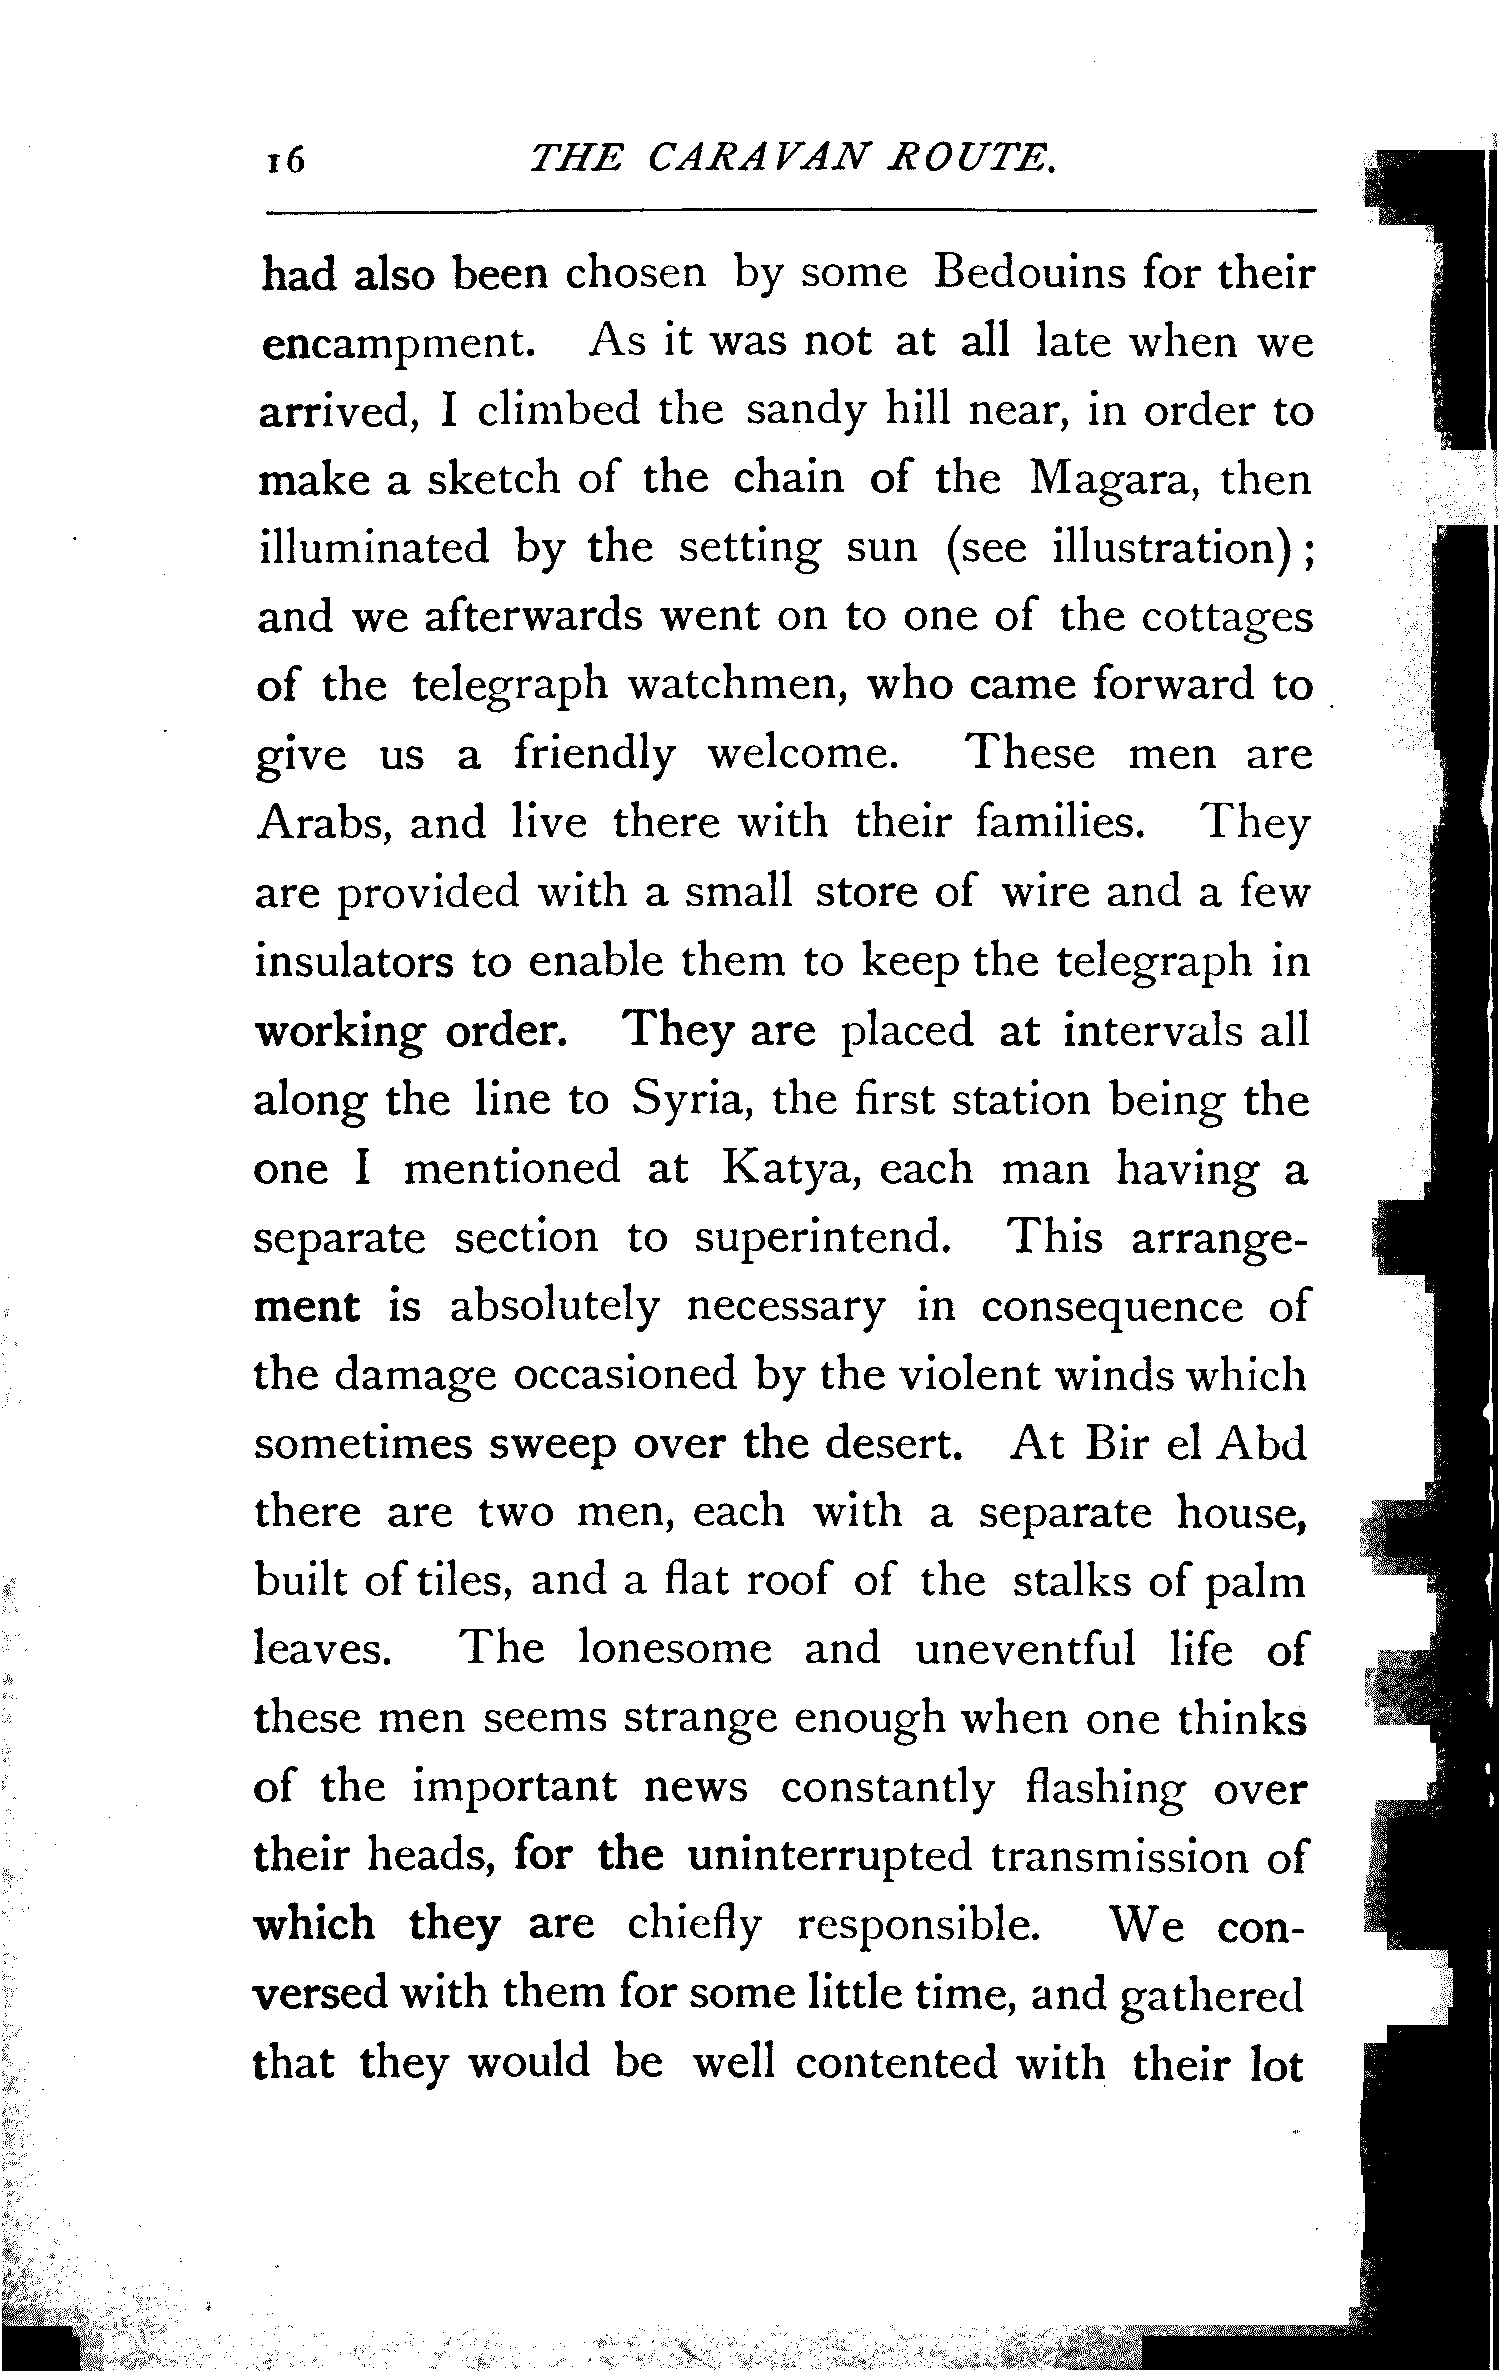 16 THE CARAVAN ROUTE.
had also been chosen by some Bedouins for their
encampment. As it was not at all late when we
arrived, I climbed the sandy hill near, in order to
make a sketch of the chain of the Magara, then
illuminated by the setting sun (see illustration) ;
and we afterwards went on to one of the cottages
of the telegraph watchmen, who came forward to
give us a friendly welcome. These men are
Arabs, and live there with their families. They
are provided with a small store of wire and a few
insulators to enable them to keep the telegraph in
working order. They are placed at intervals all
along the line to Syria, the first station being the
one I mentioned at Katya, each man having a
separate section to superintend. This arrange-
ment is absolutely necessary in consequence of
the damage occasioned by the violent winds which
sometimes sweep over the desert. At Bir el Abd
there are two men, each with a separate house,
built of tiles, and a flat roof of the stalks of palm
leaves. The lonesome and uneventful life of
these men seems strange enough when one thinks
of the important news constantly flashing over
their heads, for the uninterrupted transmission of
which they are chiefly responsible. We con-
versed with them for some little time, and gathered
that they would be well contented with their lot